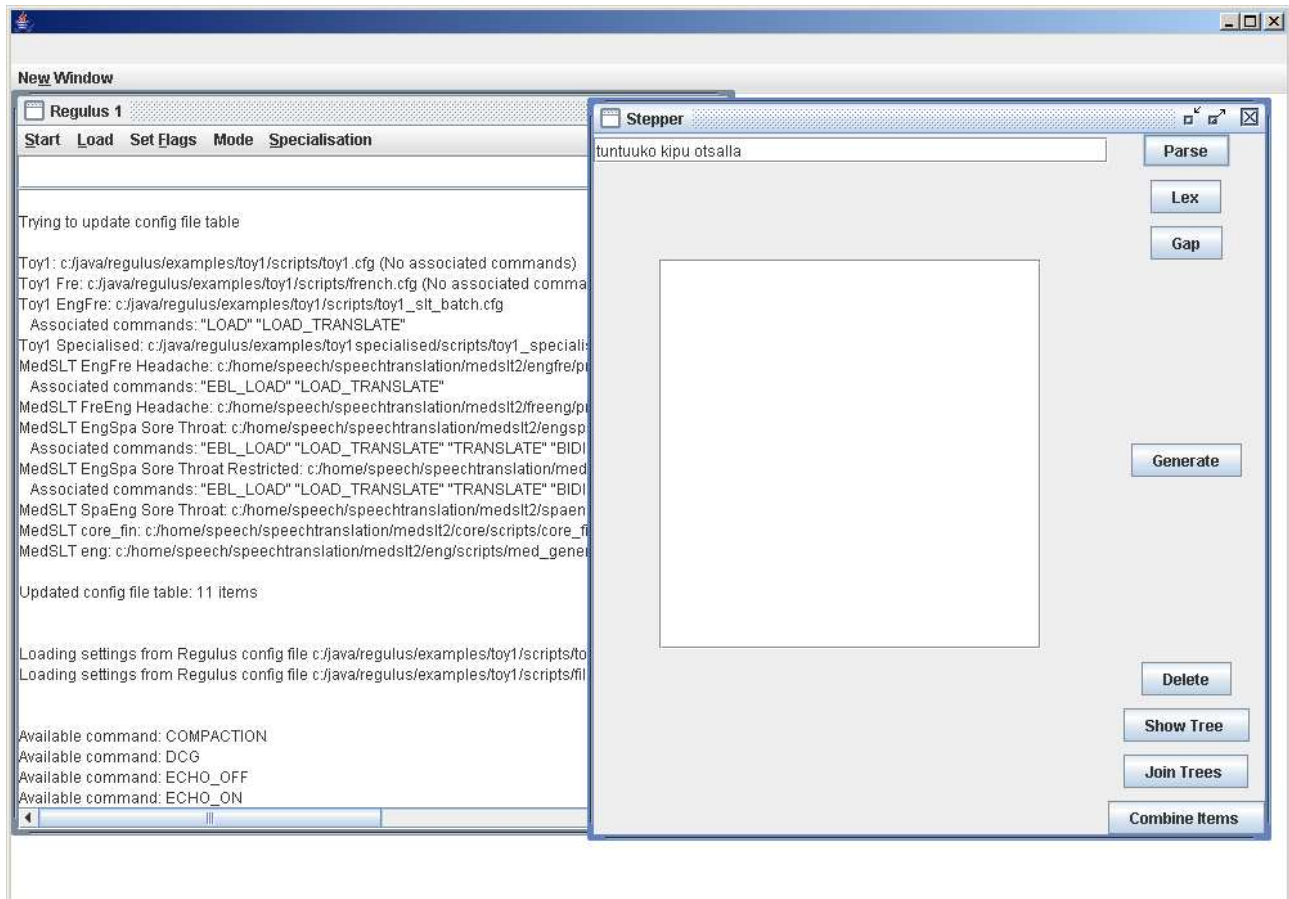 New Window
Regulus 1
Start Load Set Flags Mode Specialisation
Trying to update config file table
Toy1: c:/java/regulus/examples/toy1/scripts/toy1.cfg (No associated commands)
Toy1 Fre: c:/java/regulus/examples/toy1/scripts/french.cfg (No associated comma
Toy1 EngFre: c:/java/regulus/examples/toy1/scripts/toy1_slt_batch.cfg
Associated commands: "LOAD" "LOAD_TRANSLATE"
Toy1 Specialised: c:/java/regulus/examples/toy1specialised/scripts/toy1_speciali
MedSLT EngFre Headache: c:/home/speech/speechtranslation/medslt2/engfre/p
Associated commands: "EBL_LOAD" "LOAD_TRANSLATE"
MedSLT FreEng Headache: c:/home/speech/speechtranslation/medslt2/freeng/p
MedSLT EngSpa Sore Throat: c:/home/speech/speechtranslation/medslt2/engsp
Associated commands: "EBL_LOAD" "LOAD_TRANSLATE" "TRANSLATE" "BIDI
MedSLT EngSpa Sore Throat Restricted: c:/home/speech/speechtranslation/med
Associated commands: "EBL_LOAD" "LOAD_TRANSLATE" "TRANSLATE" "BIDI
MedSLT SpaEng Sore Throat: c:/home/speech/speechtranslation/medslt2/spaen
MedSLT core_fin: c:/home/speech/speechtranslation/medslt2/core/scripts/core_fi
MedSLT eng: c:/home/speech/speechtranslation/medslt2/eng/scripts/med_gene
Updated config file table: 11 items
Loading settings from Regulus config file c:/java/regulus/examples/toy1/scripts/to
Loading settings from Regulus config file c:/java/regulus/examples/toy1/scripts/fil
Available command: COMPACTION
Available command: DCG
Available command: ECHO_OFF
Available command: ECHO_ON
Stepper
tuntuuko kipu otsalla
Parse
Lex
Gap
Generate
Delete
Show Tree
Join Trees
Combine Items